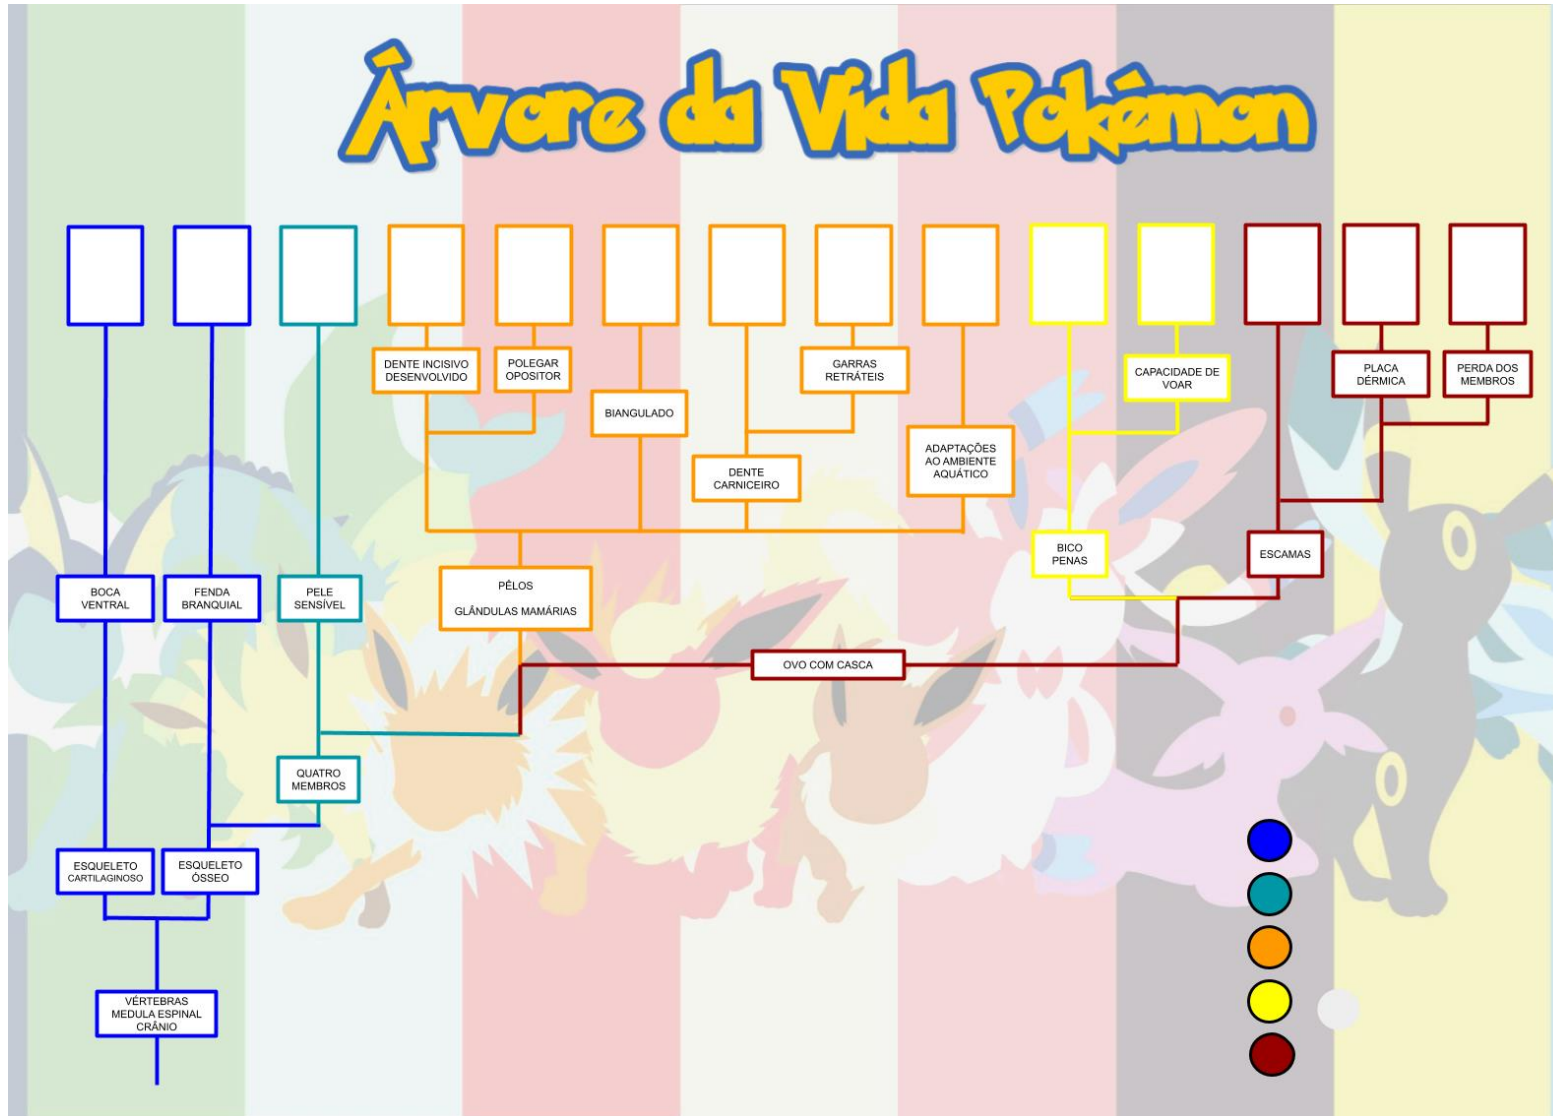 Árvore da Vida Pokémon
DENTE INCISIVO
DESENVOLVIDO
POLEGAR
OPOSITOR
GARRAS
RETRÁTEIS
CAPACIDADE DE
VOAR
PLACA
DÉRMICA
PERDA DOS
MEMBROS
BIANGULADO
DENTE
CARNICEIRO
ADAPTAÇÕES
AO AMBIENTE
AQUÁTICO
BOCA
VENTRAL
FENDA
BRANQUIAL
PELE
SENSÍVEL
PÊLOS
GLÂNDULAS MAMÁRIAS
BICO
PENAS
ESCAMAS
OVO COM CASCA
QUATRO
MEMBROS
ESQUELETO
CARTILAGINOSO
ESQUELETO
ÓSSEO
VÉRTEBRAS
MEDULA ESPINAL
CRÂNIO